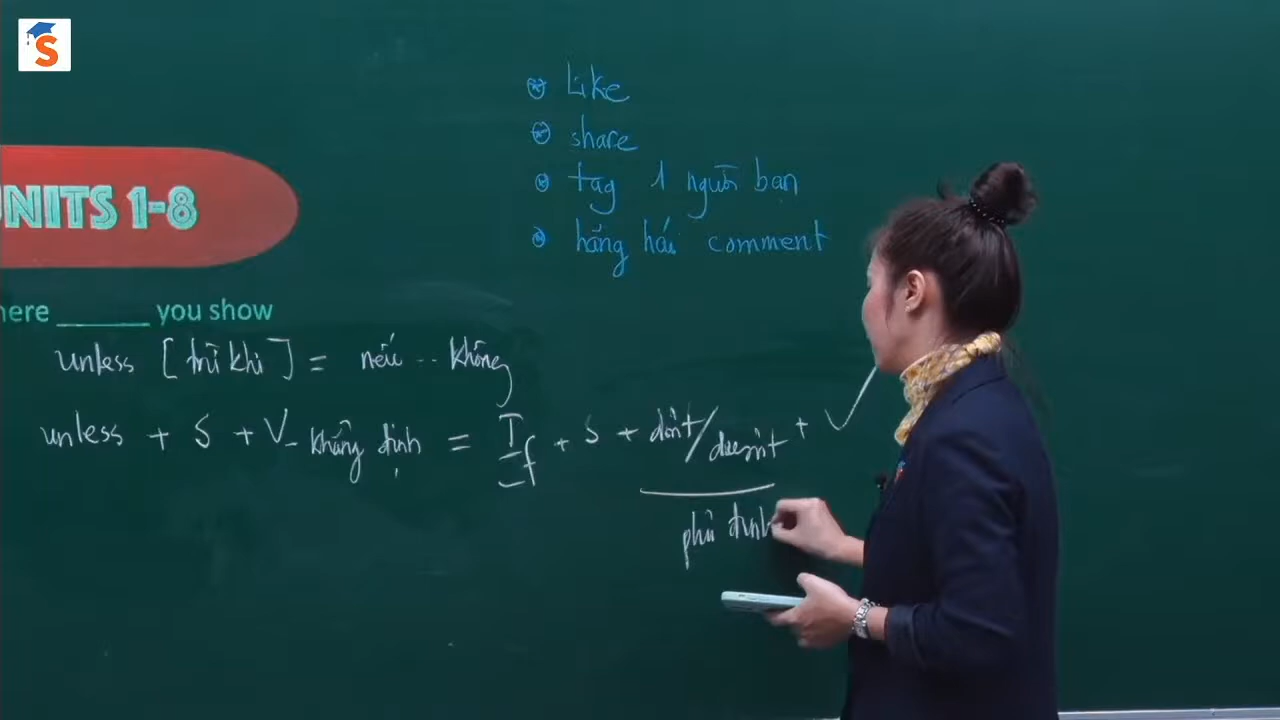 S
Like
share
tag 1 người bạn
hăng hái comment
UNITS 1-8
here ______ you show
unless [trừ khi] = nếu .. không
unless + S + V- khẳng định = If + S + don't/doesn't + V
phủ định